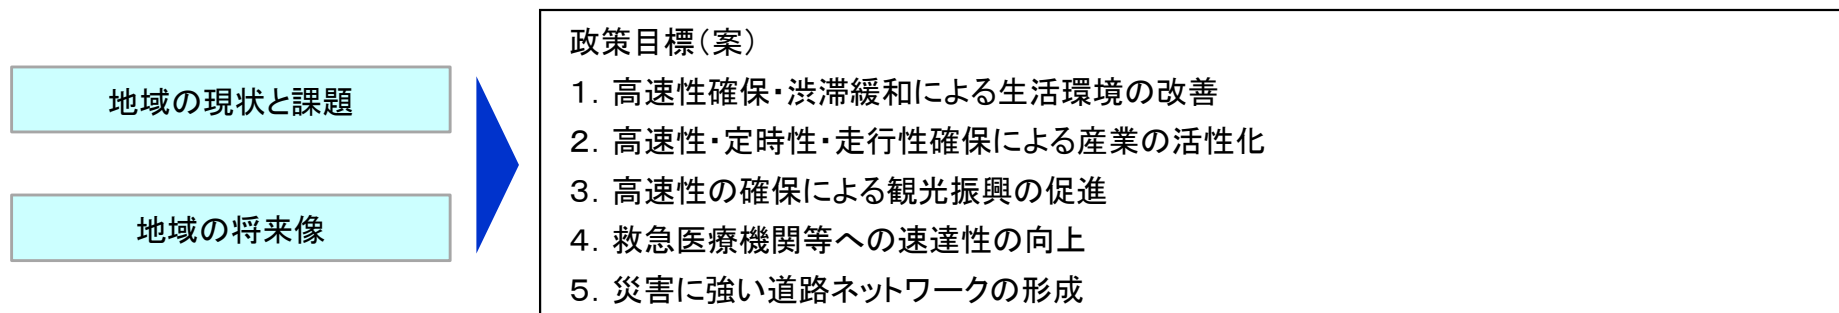 地域の現状と課題
地域の将来像
政策目標（案）
１．高速性確保・渋滞緩和による生活環境の改善
２．高速性・定時性・走行性確保による産業の活性化
３．高速性の確保による観光振興の促進
４．救急医療機関等への速達性の向上
５．災害に強い道路ネットワークの形成